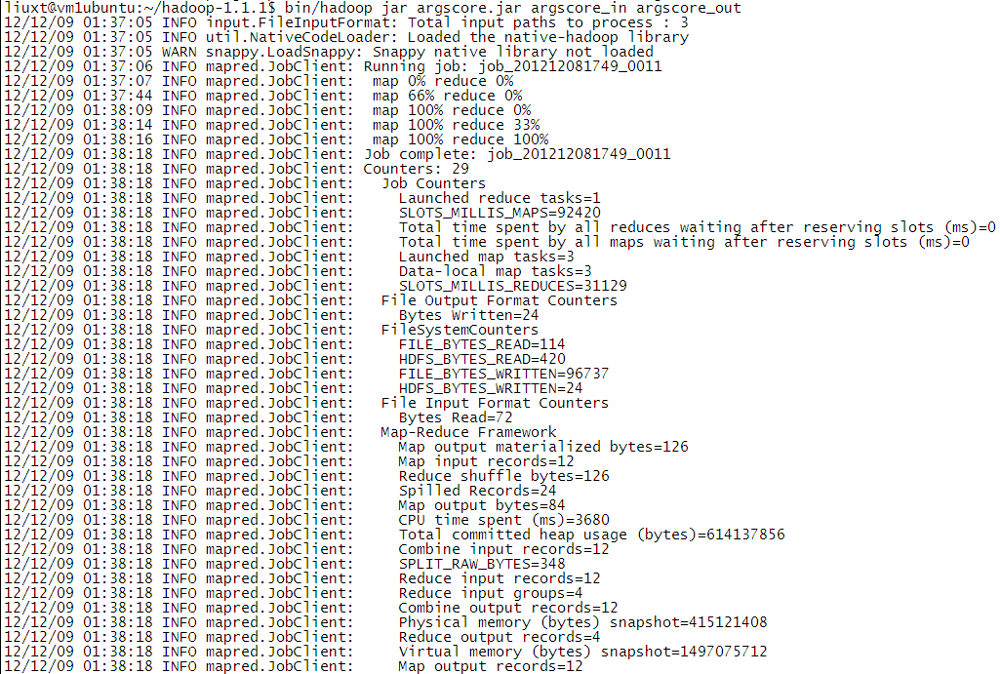 liuxt@vm1ubuntu:~/hadoop-1.1.1$ bin/hadoop jar argscore.jar argscore_in argscore_out
12/12/09 01:37:05 INFO input.FileInputFormat: Total input paths to process : 3
12/12/09 01:37:05 INFO util.NativeCodeLoader: Loaded the native-hadoop library
12/12/09 01:37:05 WARN snappy.LoadSnappy: Snappy native library not loaded
12/12/09 01:37:06 INFO mapred.JobClient: Running job: job_201212081749_0011
12/12/09 01:37:07 INFO mapred.JobClient:  map 0% reduce 0%
12/12/09 01:37:44 INFO mapred.JobClient:  map 66% reduce 0%
12/12/09 01:38:09 INFO mapred.JobClient:  map 100% reduce 0%
12/12/09 01:38:14 INFO mapred.JobClient:  map 100% reduce 33%
12/12/09 01:38:16 INFO mapred.JobClient:  map 100% reduce 100%
12/12/09 01:38:18 INFO mapred.JobClient: Job complete: job_201212081749_0011
12/12/09 01:38:18 INFO mapred.JobClient: Counters: 29
12/12/09 01:38:18 INFO mapred.JobClient:   Job Counters
12/12/09 01:38:18 INFO mapred.JobClient:     Launched reduce tasks=1
12/12/09 01:38:18 INFO mapred.JobClient:     SLOTS_MILLIS_MAPS=92420
12/12/09 01:38:18 INFO mapred.JobClient:     Total time spent by all reduces waiting after reserving slots (ms)=0
12/12/09 01:38:18 INFO mapred.JobClient:     Total time spent by all maps waiting after reserving slots (ms)=0
12/12/09 01:38:18 INFO mapred.JobClient:     Launched map tasks=3
12/12/09 01:38:18 INFO mapred.JobClient:     Data-local map tasks=3
12/12/09 01:38:18 INFO mapred.JobClient:     SLOTS_MILLIS_REDUCES=31129
12/12/09 01:38:18 INFO mapred.JobClient:   File Output Format Counters
12/12/09 01:38:18 INFO mapred.JobClient:     Bytes Written=24
12/12/09 01:38:18 INFO mapred.JobClient:   FileSystemCounters
12/12/09 01:38:18 INFO mapred.JobClient:     FILE_BYTES_READ=114
12/12/09 01:38:18 INFO mapred.JobClient:     HDFS_BYTES_READ=420
12/12/09 01:38:18 INFO mapred.JobClient:     FILE_BYTES_WRITTEN=96737
12/12/09 01:38:18 INFO mapred.JobClient:     HDFS_BYTES_WRITTEN=24
12/12/09 01:38:18 INFO mapred.JobClient:   File Input Format Counters
12/12/09 01:38:18 INFO mapred.JobClient:     Bytes Read=72
12/12/09 01:38:18 INFO mapred.JobClient:   Map-Reduce Framework
12/12/09 01:38:18 INFO mapred.JobClient:     Map output materialized bytes=126
12/12/09 01:38:18 INFO mapred.JobClient:     Map input records=12
12/12/09 01:38:18 INFO mapred.JobClient:     Reduce shuffle bytes=126
12/12/09 01:38:18 INFO mapred.JobClient:     Spilled Records=24
12/12/09 01:38:18 INFO mapred.JobClient:     Map output bytes=84
12/12/09 01:38:18 INFO mapred.JobClient:     CPU time spent (ms)=3680
12/12/09 01:38:18 INFO mapred.JobClient:     Total committed heap usage (bytes)=614137856
12/12/09 01:38:18 INFO mapred.JobClient:     Combine input records=12
12/12/09 01:38:18 INFO mapred.JobClient:     SPLIT_RAW_BYTES=348
12/12/09 01:38:18 INFO mapred.JobClient:     Reduce input records=12
12/12/09 01:38:18 INFO mapred.JobClient:     Reduce input groups=4
12/12/09 01:38:18 INFO mapred.JobClient:     Combine output records=12
12/12/09 01:38:18 INFO mapred.JobClient:     Physical memory (bytes) snapshot=415121408
12/12/09 01:38:18 INFO mapred.JobClient:     Reduce output records=4
12/12/09 01:38:18 INFO mapred.JobClient:     Virtual memory (bytes) snapshot=1497075712
12/12/09 01:38:18 INFO mapred.JobClient:     Map output records=12